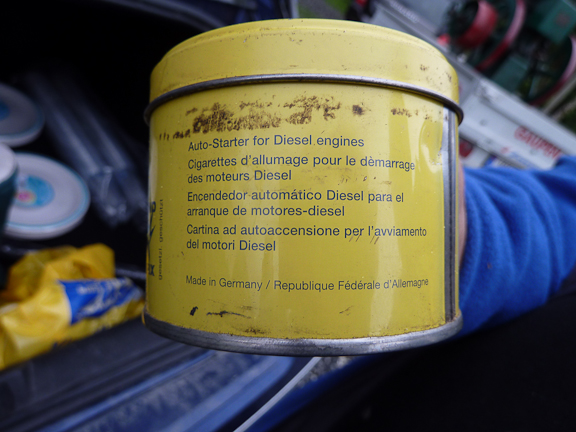 Auto-Starter for Diesel engines
Cigarettes d'allumage pour le démarrage
des moteurs Diesel
Encendedor automático Diesel para el
arranque de motores-diesel
Cartina ad autoaccensione per l'avviamento
del motori Diesel
Made in Germany / Republique Fédérale d'Allemagne